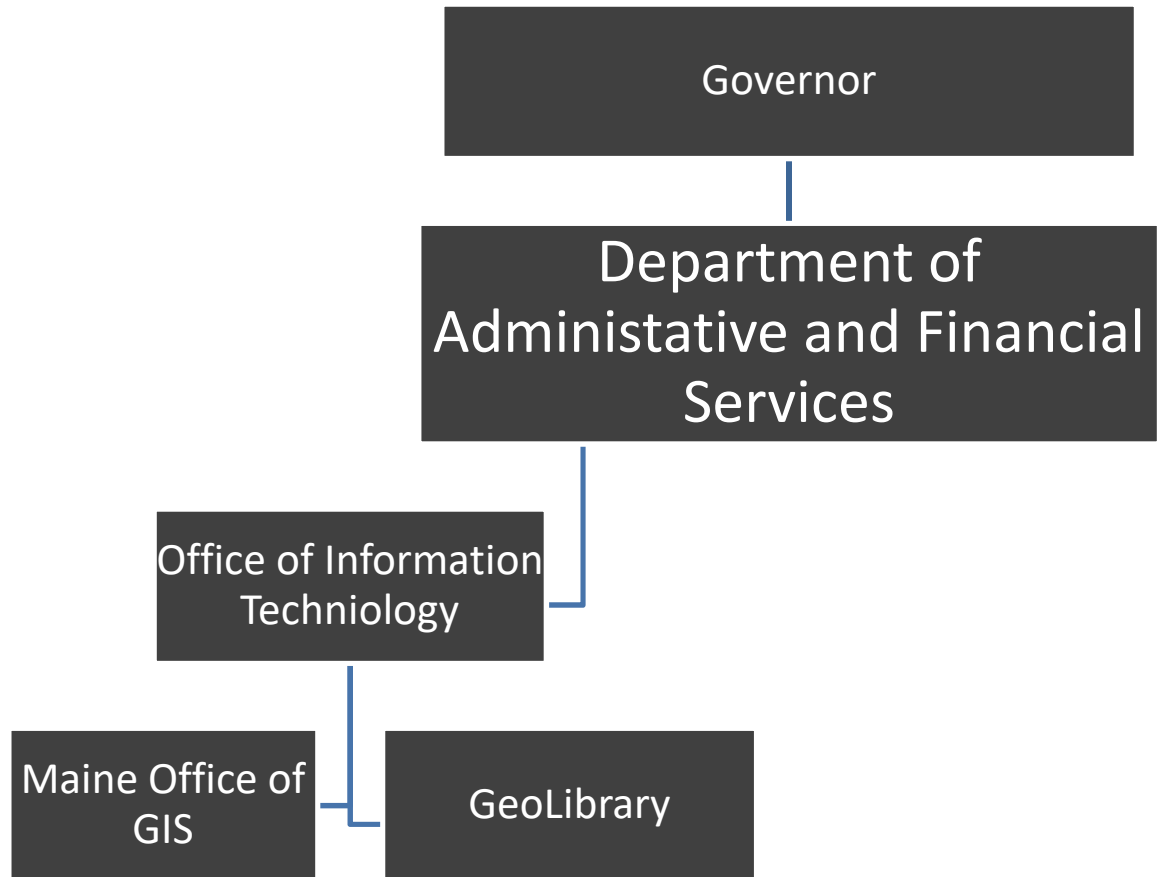 Governor
Department of
Administative and Financial
Services
Office of Information
Techniology
Maine Office of
GIS
GeoLibrary